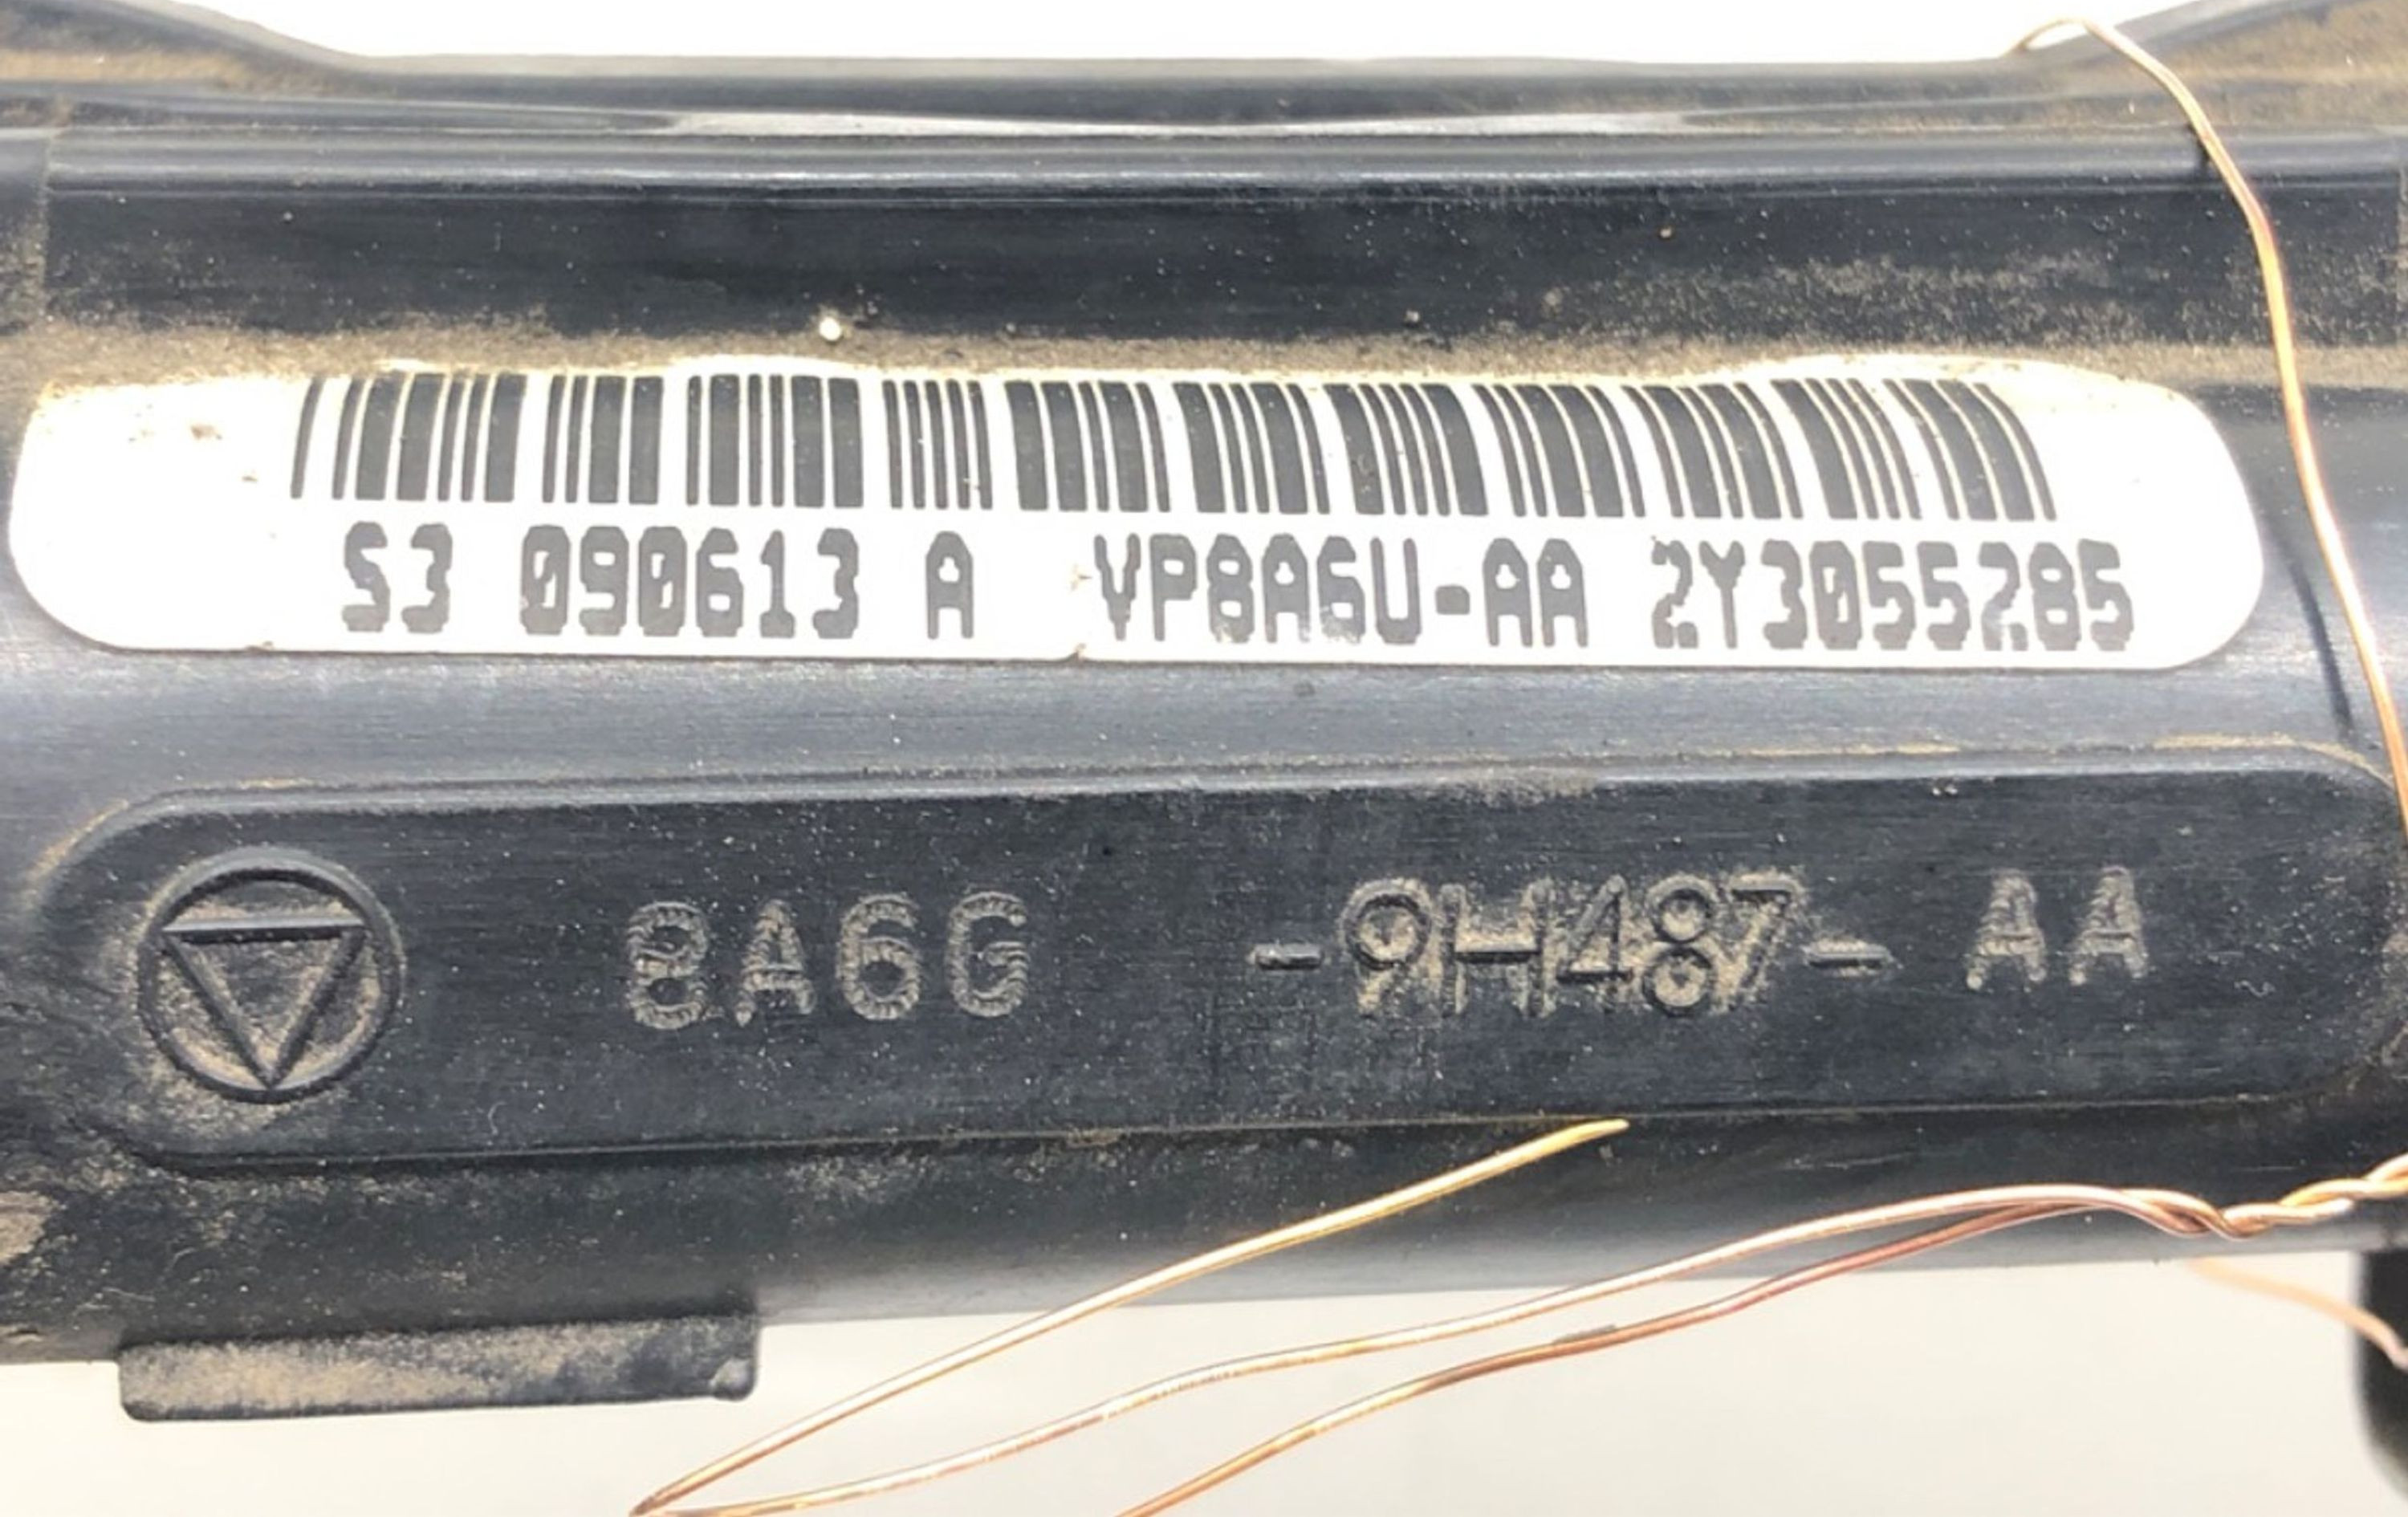 S3 090613 A VP8A6U-AA 2Y3055285
8A6G -9H487- AA